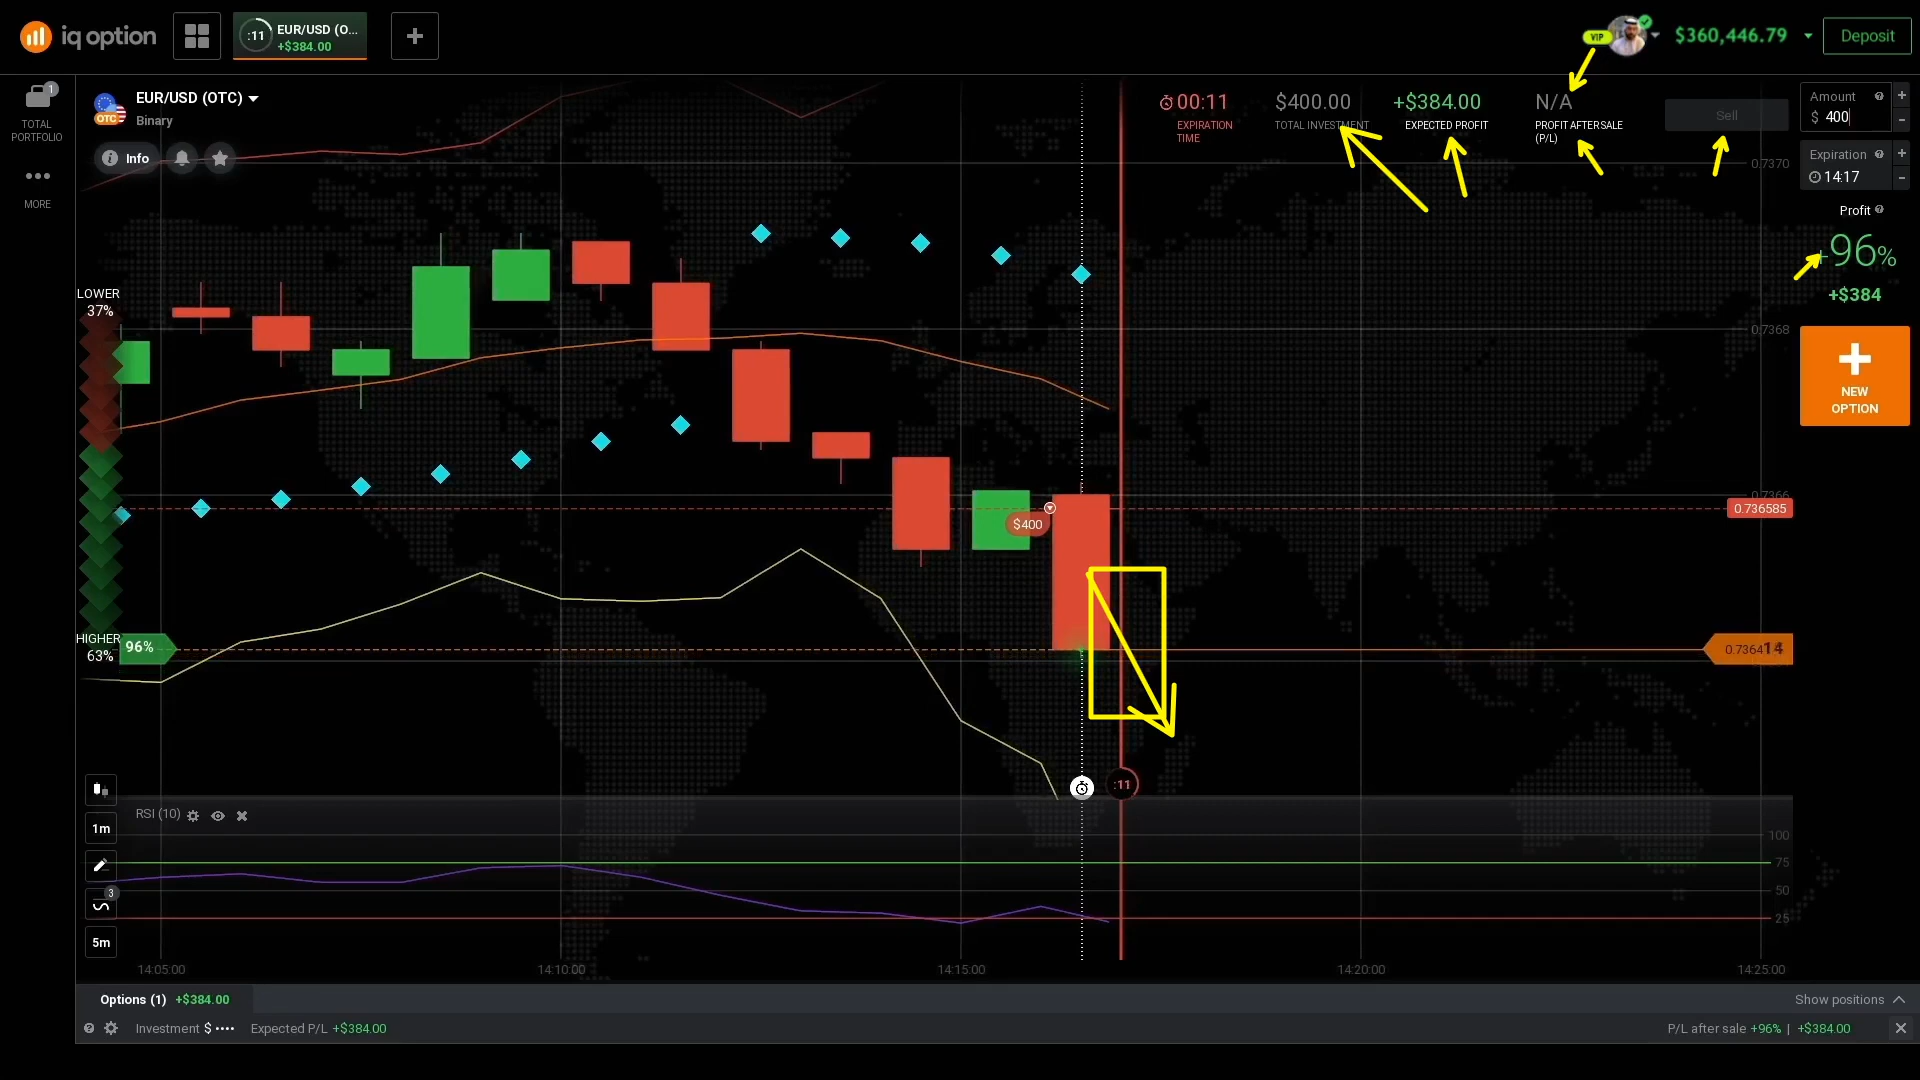 iq option
:11
EUR/USD (O...
+$384.00
VIP
$360,446.79
Deposit
1
TOTAL
PORTFOLIO
MORE
EUR/USD (OTC)
OTC
Binary
Info
00:11
EXPIRATION
TIME
$400.00
TOTAL INVESTMENT
+$384.00
EXPECTED PROFIT
N/A
PROFIT AFTER SALE
(P/L)
Sell
Amount
$ 400
Expiration
14:17
Profit
+96%
+$384
NEW
OPTION
0.7370
0.7368
0.7366
0.736585
0.736414
LOWER
37%
HIGHER
63%
96%
$400
:11
RSI (10)
1m
3
5m
100
75
50
25
14:05:00
14:10:00
14:15:00
14:20:00
14:25:00
Options (1) +$384.00
Show positions
Investment $ ••••
Expected P/L +$384.00
P/L after sale +96% | +$384.00